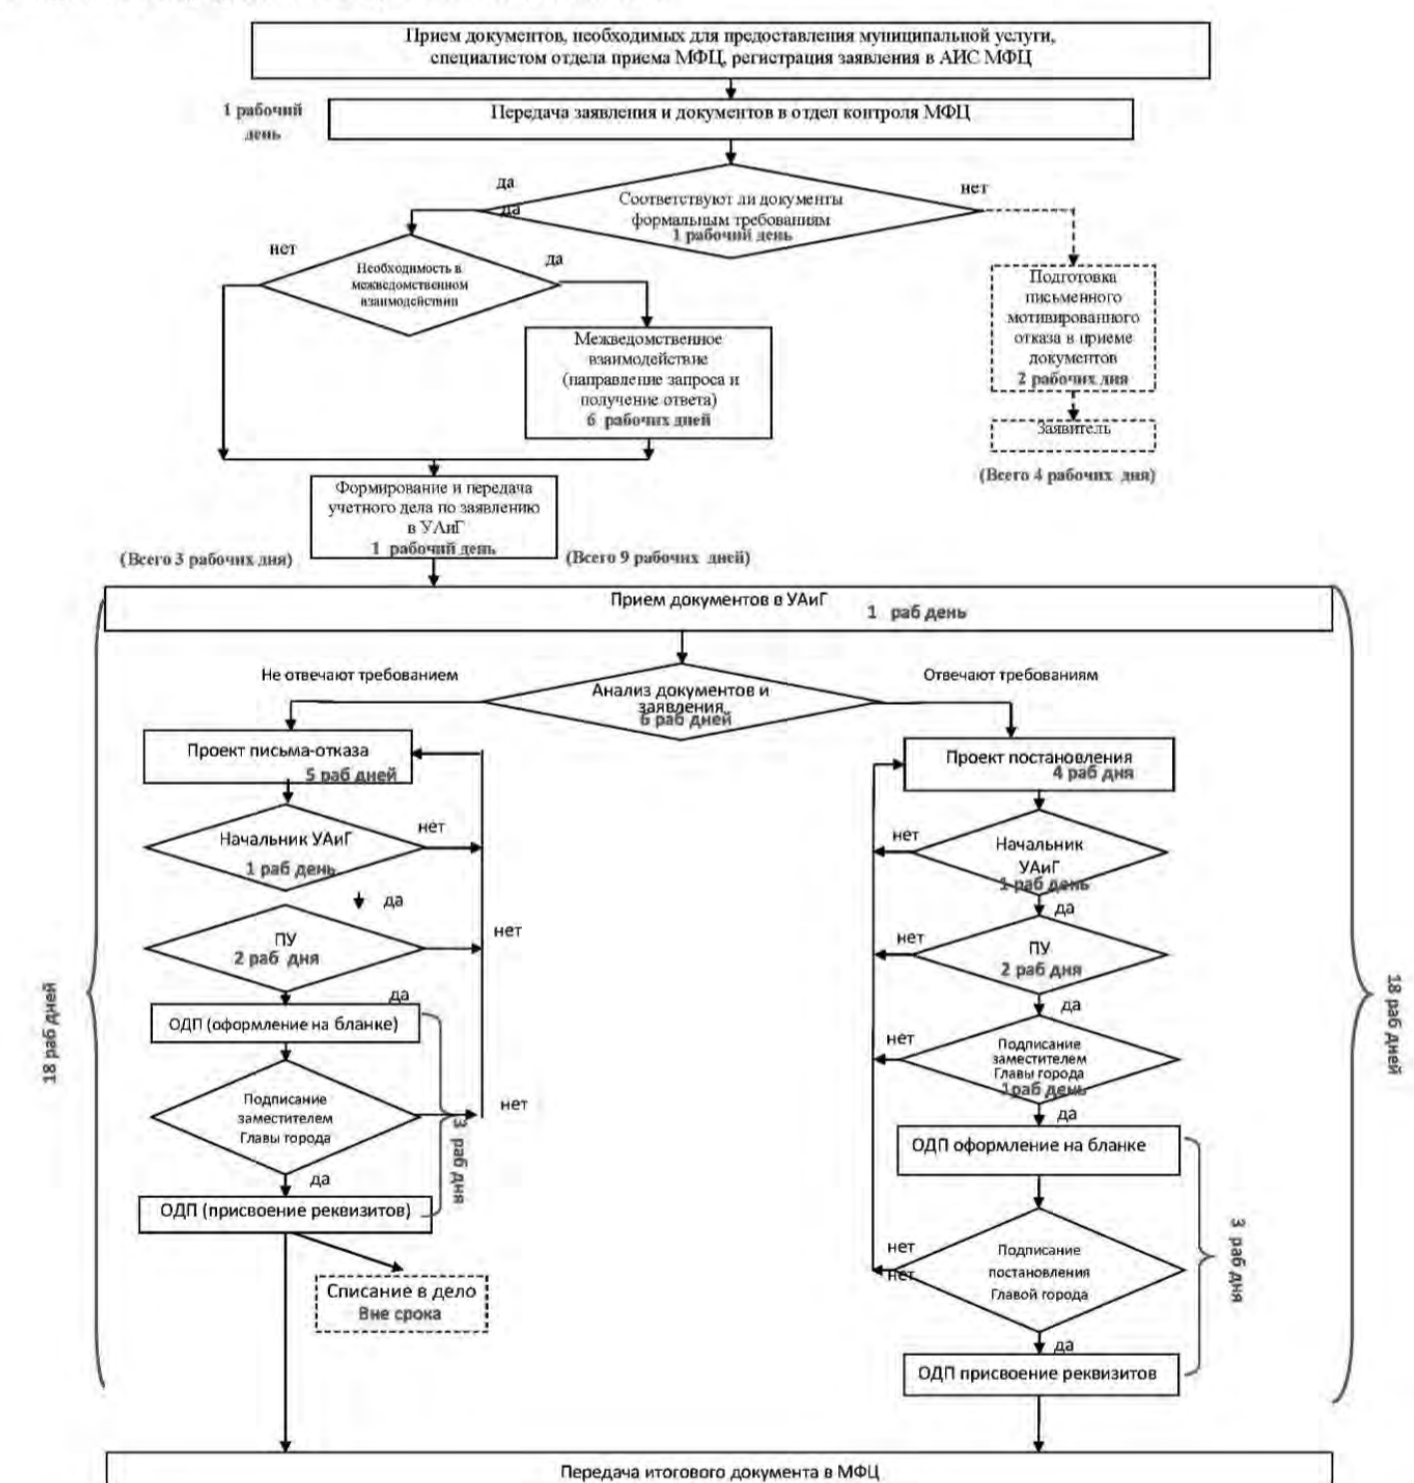 Прием документов, необходимых для предоставления муниципальной услуги,
специалистом отдела приема МФЦ, регистрация заявления в АИС МФЦ
1 рабочий
день
Передача заявления и документов в отдел контроля МФЦ
да
да
Соответствуют ли документы
формальным требованиям
1 рабочий день
нет
нет
Необходимость в
межведомственном
взаимодействии
да
Межведомственное
взаимодействие
(направление запроса и
получение ответа)
6 рабочих дней
Подготовка
письменного
мотивированного
отказа в приеме
документов
2 рабочих дня
Заявитель
(Всего 4 рабочих дня)
Формирование и передача
учетного дела по заявлению
в УАиГ
1 рабочий день
(Всего 3 рабочих дня)
(Всего 9 рабочих дней)
Прием документов в УАиГ
1 раб день
Не отвечают требованием
Анализ документов и
заявления
6 раб дней
Отвечают требованиям
Проект письма-отказа
5 раб дней
Начальник УАиГ
1 раб день
нет
да
ПУ
2 раб дня
нет
да
ОДП (оформление на бланке)
Подписание
заместителем
Главы города
нет
да
ОДП (присвоение реквизитов)
3 раб дня
Списание в дело
Вне срока
18 раб дней
Проект постановления
4 раб дня
нет
Начальник
УАиГ
1 раб день
да
нет
ПУ
2 раб дня
да
нет
Подписание
заместителем
Главы города
1раб день
да
ОДП оформление на бланке
нет
нет
Подписание
постановления
Главой города
да
ОДП присвоение реквизитов
3 раб дня
18 раб дней
Передача итогового документа в МФЦ